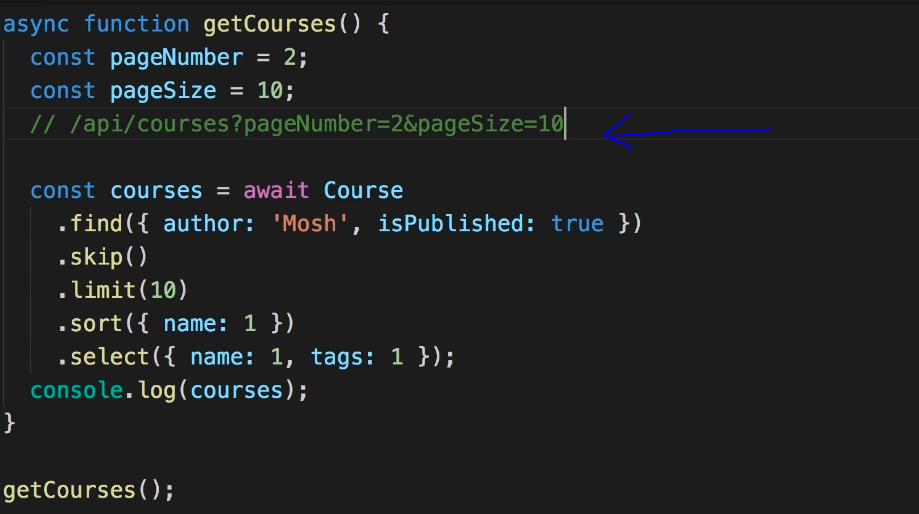 async function getCourses() {
  const pageNumber = 2;
  const pageSize = 10;
  // /api/courses?pageNumber=2&pageSize=10

  const courses = await Course
    .find({ author: 'Mosh', isPublished: true })
    .skip()
    .limit(10)
    .sort({ name: 1 })
    .select({ name: 1, tags: 1 });
  console.log(courses);
}

getCourses();